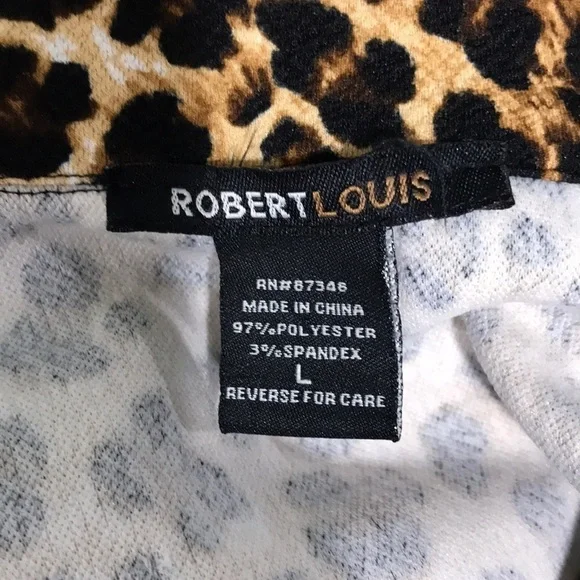 ROBERTLOUIS
RN#87346
MADE IN CHINA
97%POLYESTER
3%SPANDEX
L
REVERSE FOR CARE